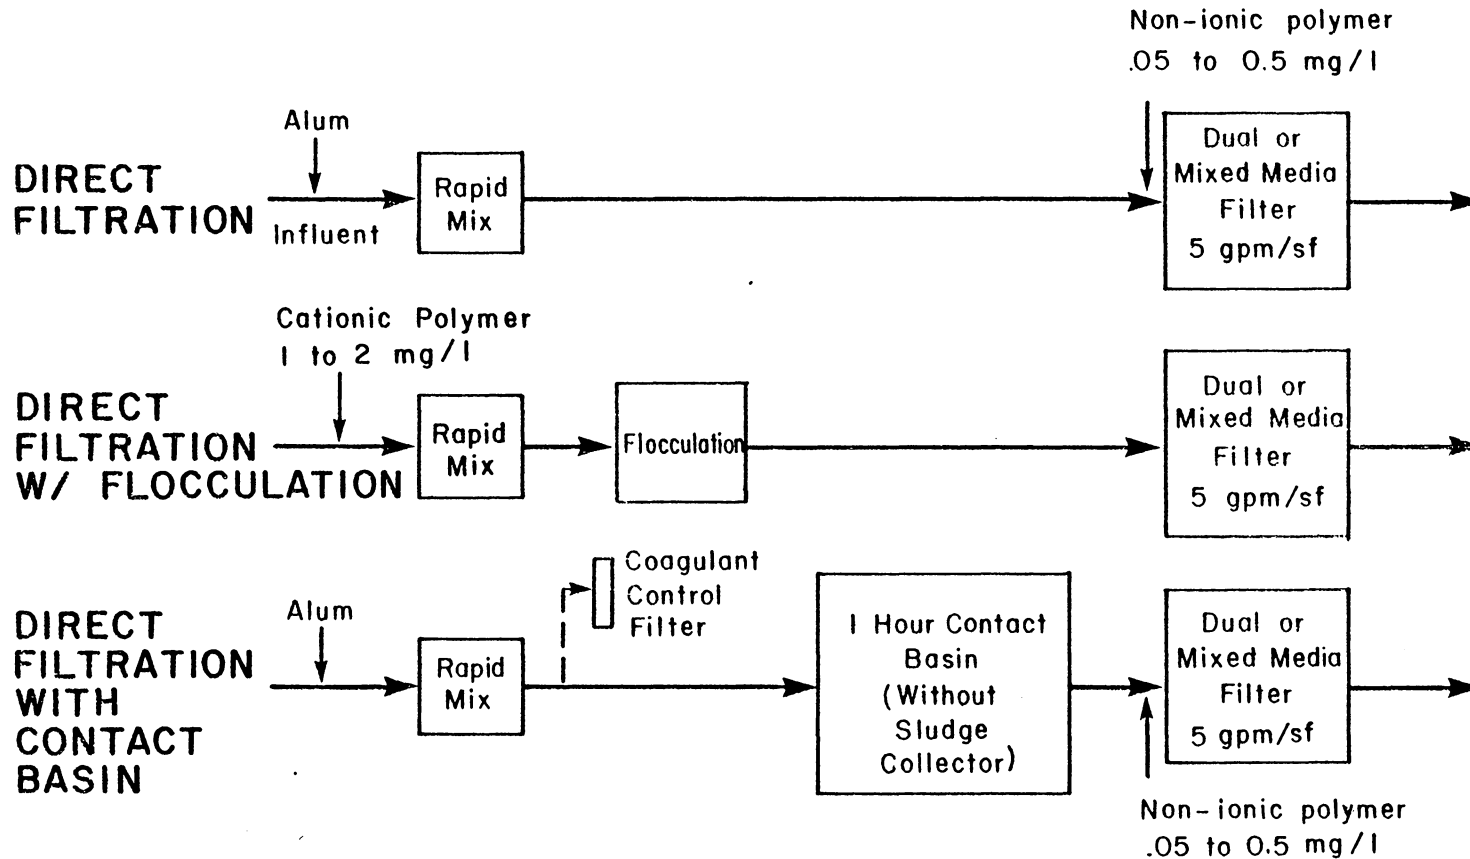 Non-ionic polymer
.05 to 0.5 mg/l
Alum
DIRECT
FILTRATION
Influent
Rapid
Mix
Dual or
Mixed Media
Filter
5 gpm/sf
Cationic Polymer
1 to 2 mg/l
DIRECT
FILTRATION
W/ FLOCCULATION
Rapid
Mix
Flocculation
Dual or
Mixed Media
Filter
5 gpm/sf
DIRECT
FILTRATION
WITH
CONTACT
BASIN
Alum
Rapid
Mix
Coagulant
Control
Filter
1 Hour Contact
Basin
(Without
Sludge
Collector)
Dual or
Mixed Media
Filter
5 gpm/sf
Non-ionic polymer
.05 to 0.5 mg/l